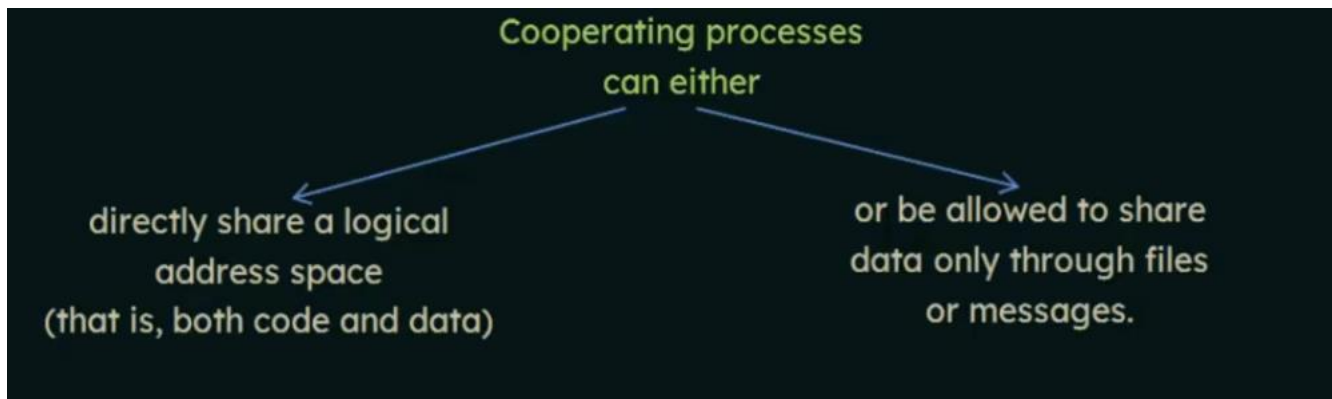 Cooperating processes
can either
directly share a logical
address space
(that is, both code and data)
or be allowed to share
data only through files
or messages.